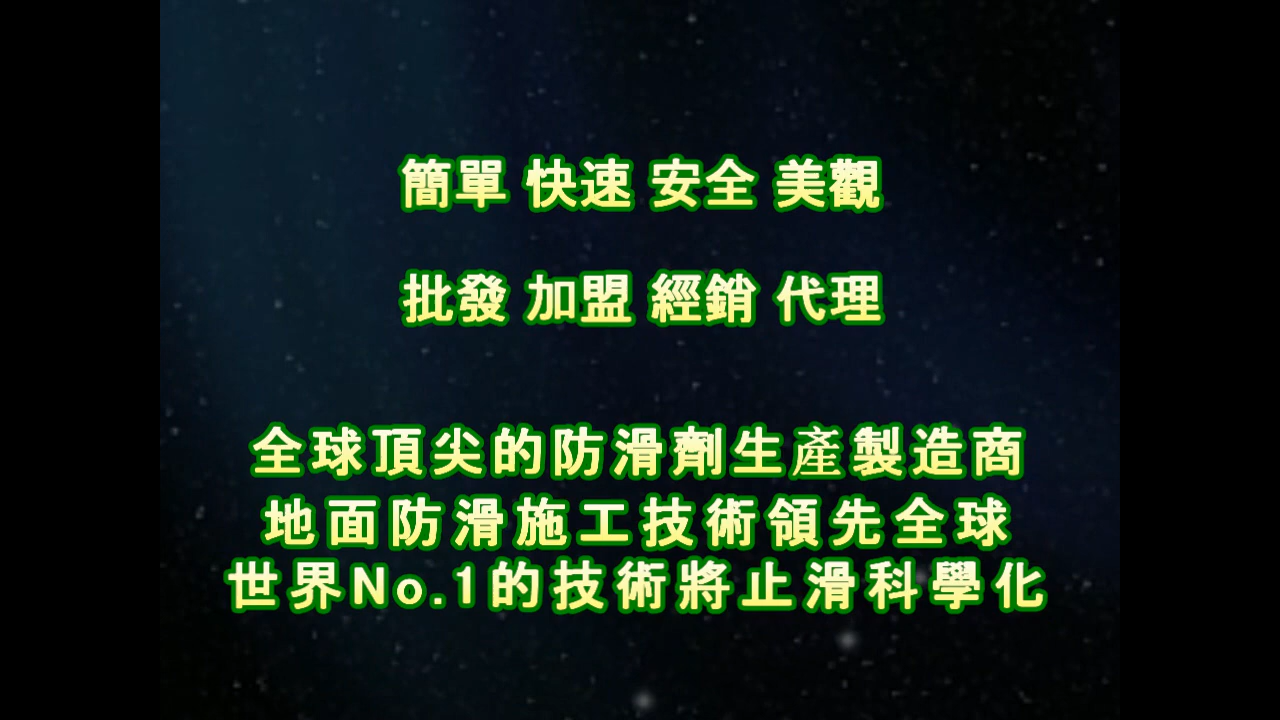 簡單 快速 安全 美觀
批發 加盟 經銷 代理
全球頂尖的防滑劑生產製造商
地面防滑施工技術領先全球
世界No.1的技術將止滑科學化